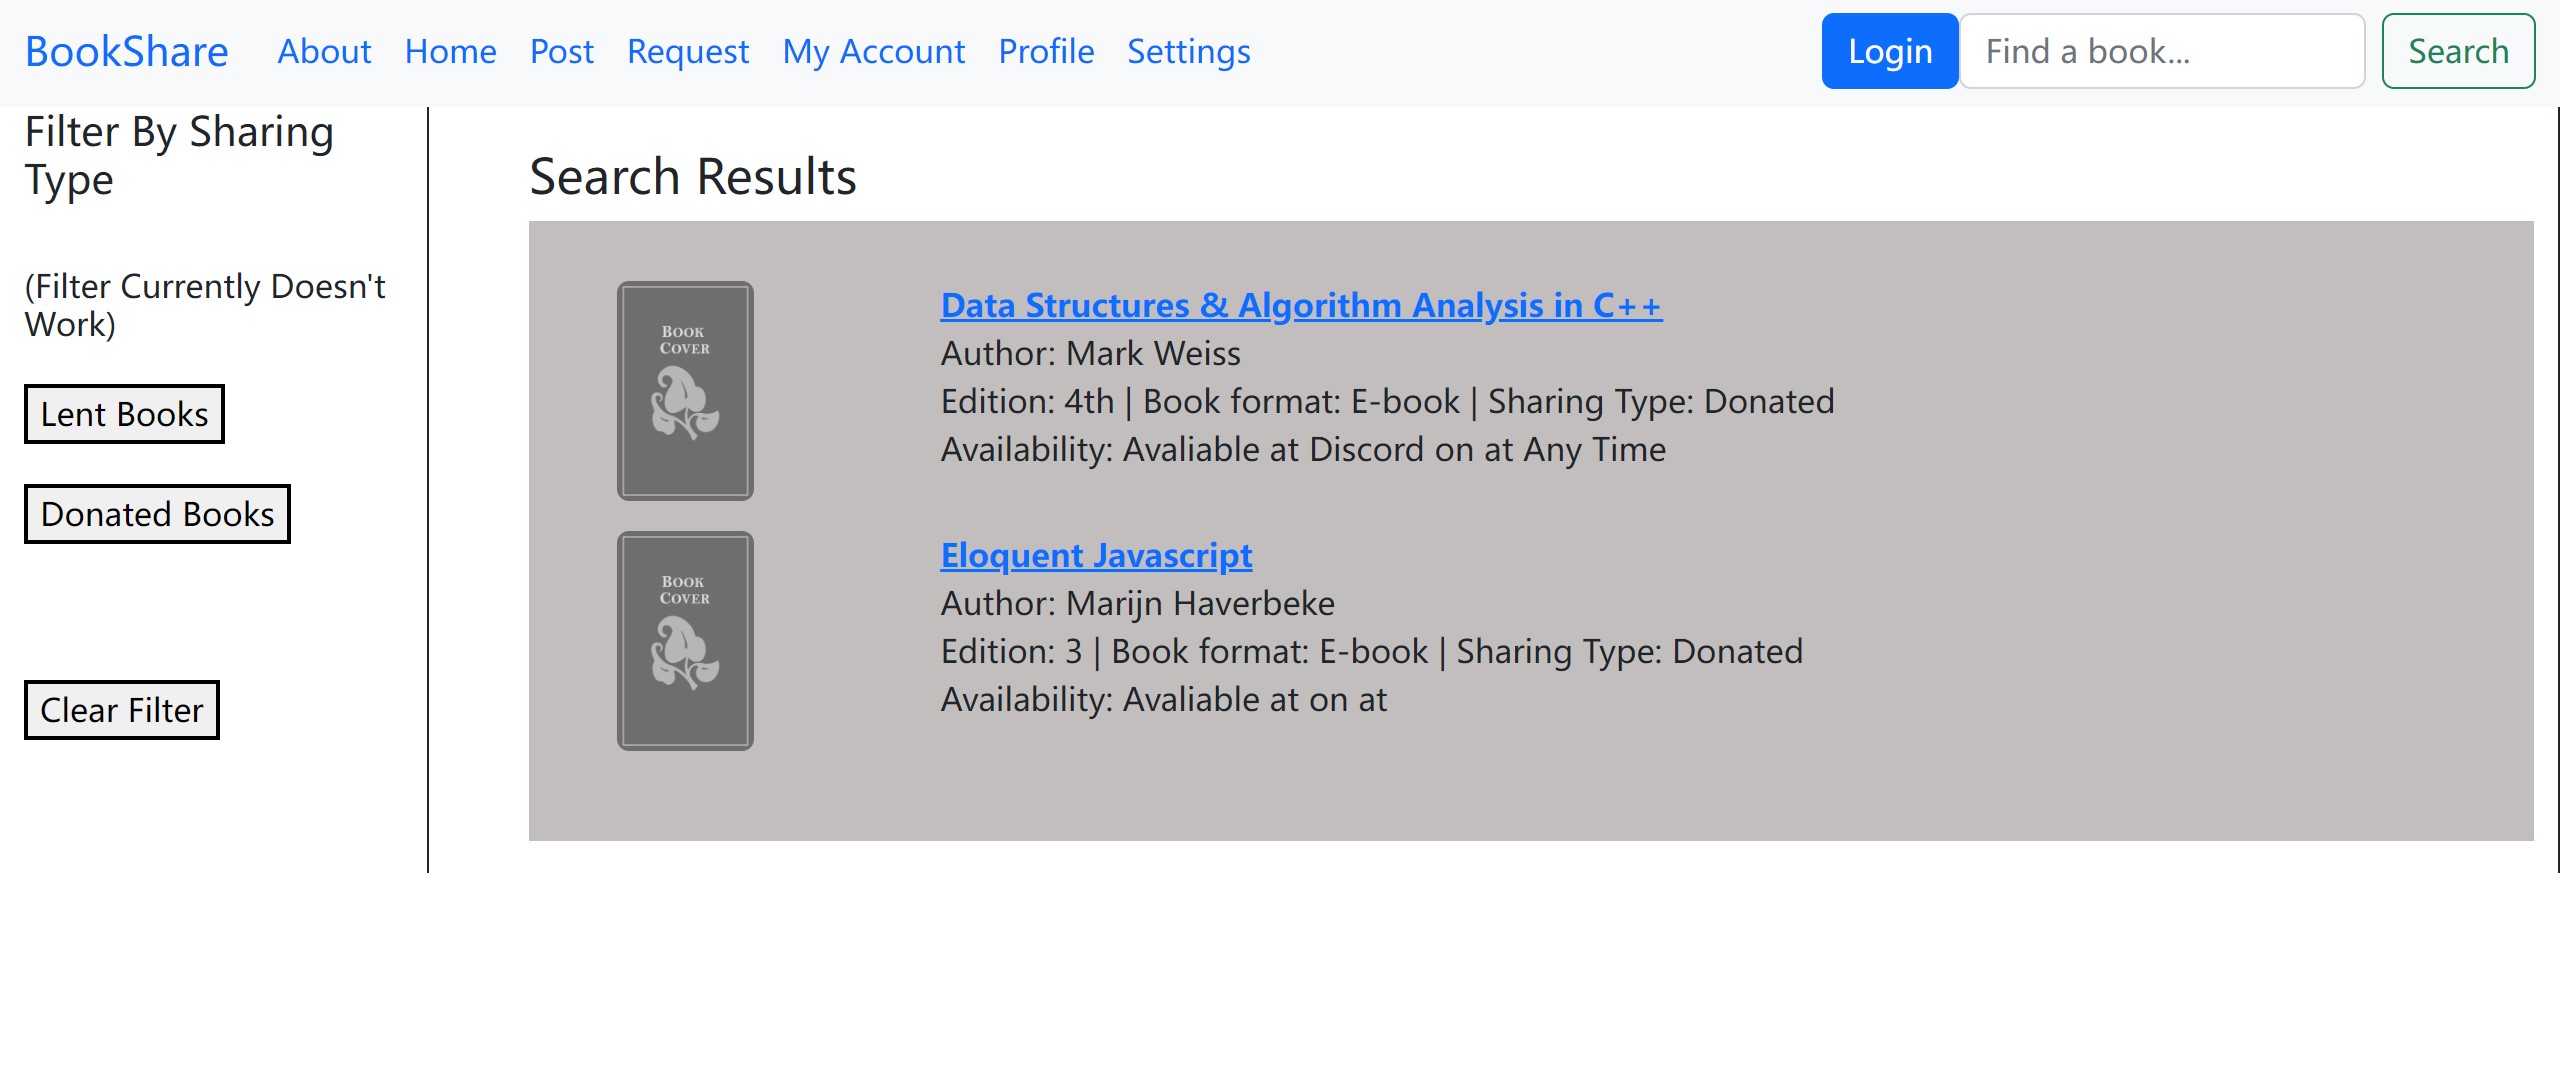 BookShare About Home Post Request My Account Profile Settings Login Find a book... Search
Filter By Sharing
Type
(Filter Currently Doesn't
Work)
Lent Books
Donated Books
Clear Filter
Search Results
BOOK
COVER
Data Structures & Algorithm Analysis in C++
Author: Mark Weiss
Edition: 4th | Book format: E-book | Sharing Type: Donated
Availability: Avaliable at Discord on at Any Time
BOOK
COVER
Eloquent Javascript
Author: Marijn Haverbeke
Edition: 3 | Book format: E-book | Sharing Type: Donated
Availability: Avaliable at on at